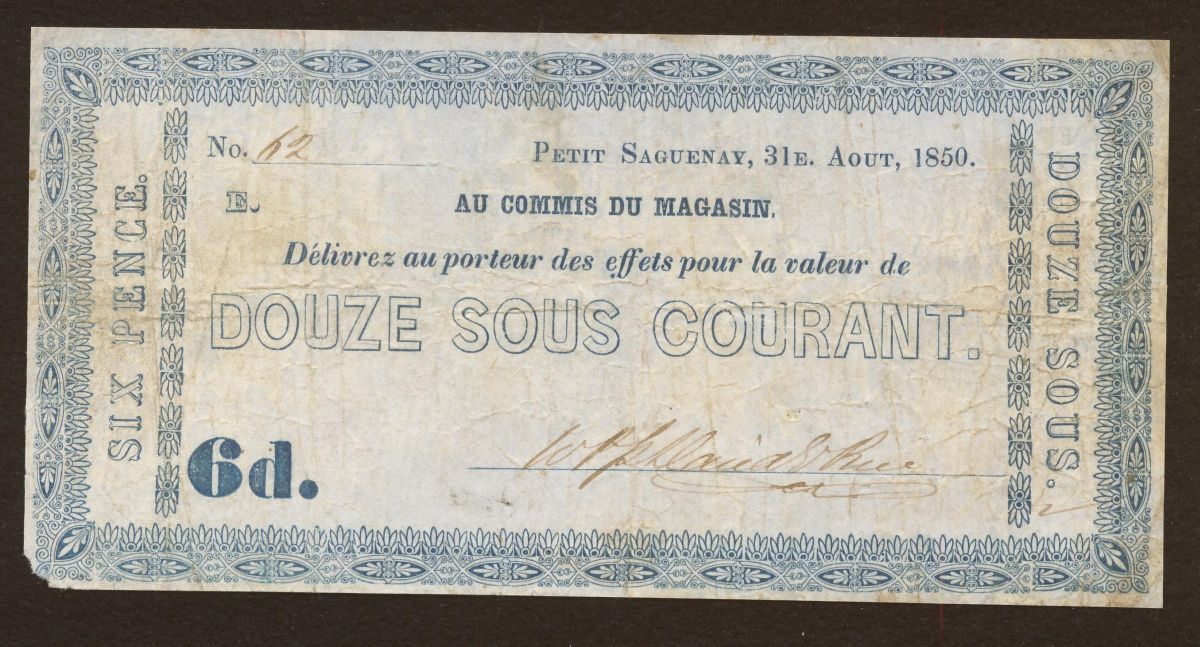 No. 62
PETIT SAGUENAY, 31E. AOUT, 1850.
E.
AU COMMIS DU MAGASIN.
Délivrez au porteur des effets pour la valeur de
DOUZE SOUS COURANT.
6d.
SIX PENCE.
DOUZE SOUS.